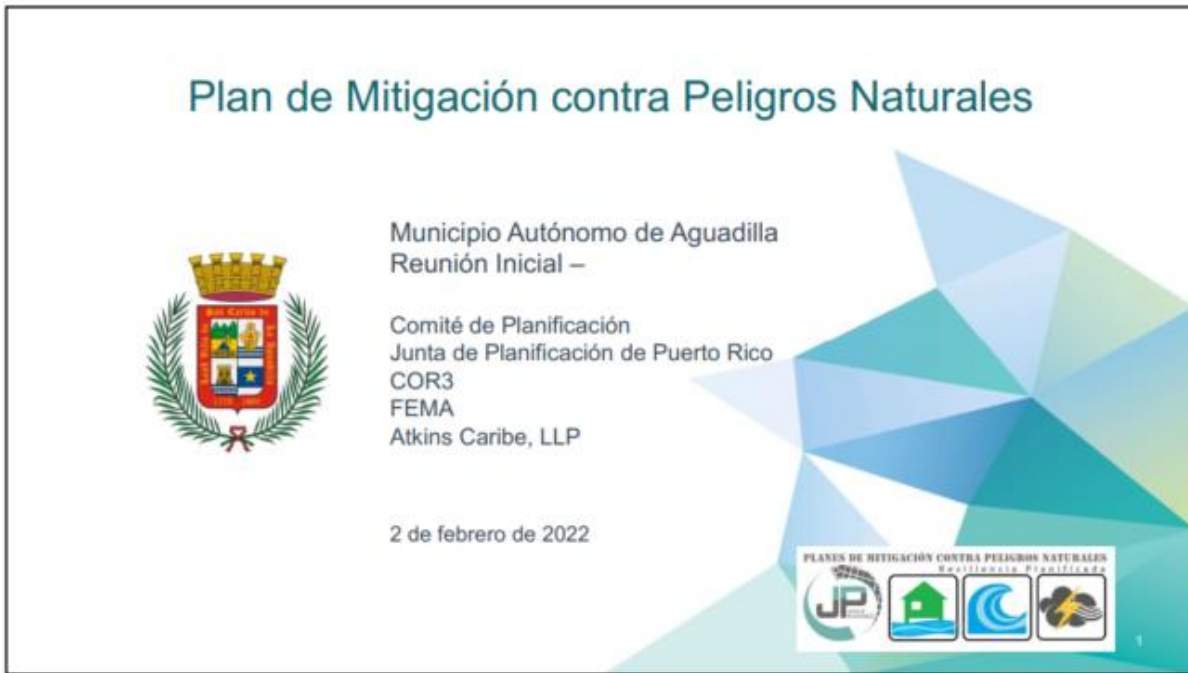 Plan de Mitigación contra Peligros Naturales
Municipio Autónomo de Aguadilla
Reunión Inicial –
Comité de Planificación
Junta de Planificación de Puerto Rico
COR3
FEMA
Atkins Caribe, LLP
2 de febrero de 2022
PLANES DE MITIGACIÓN CONTRA PELIGROS NATURALES
Resiliencia Planificada
JP
1